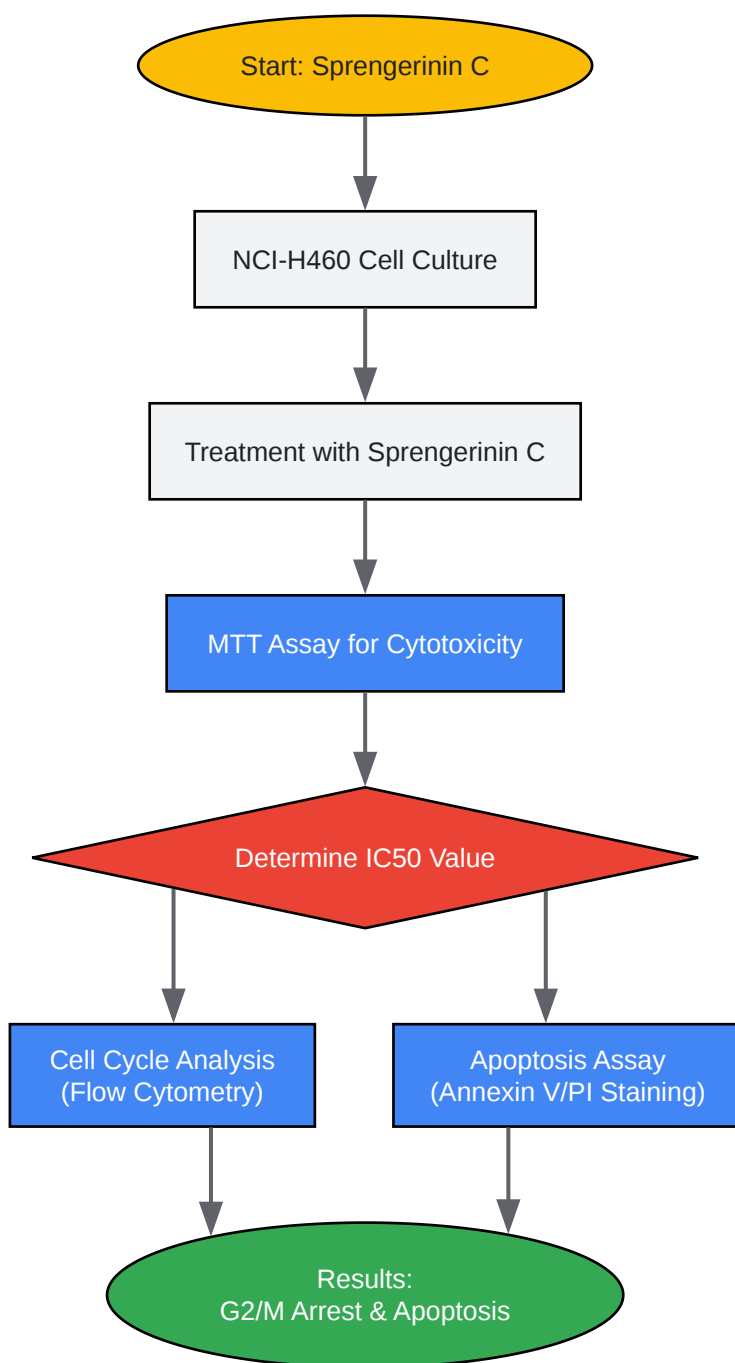 Start: Sprengerinin C
NCI-H460 Cell Culture
Treatment with Sprengerinin C
MTT Assay for Cytotoxicity
Determine IC50 Value
Cell Cycle Analysis
(Flow Cytometry)
Apoptosis Assay
(Annexin V/PI Staining)
Results:
G2/M Arrest & Apoptosis